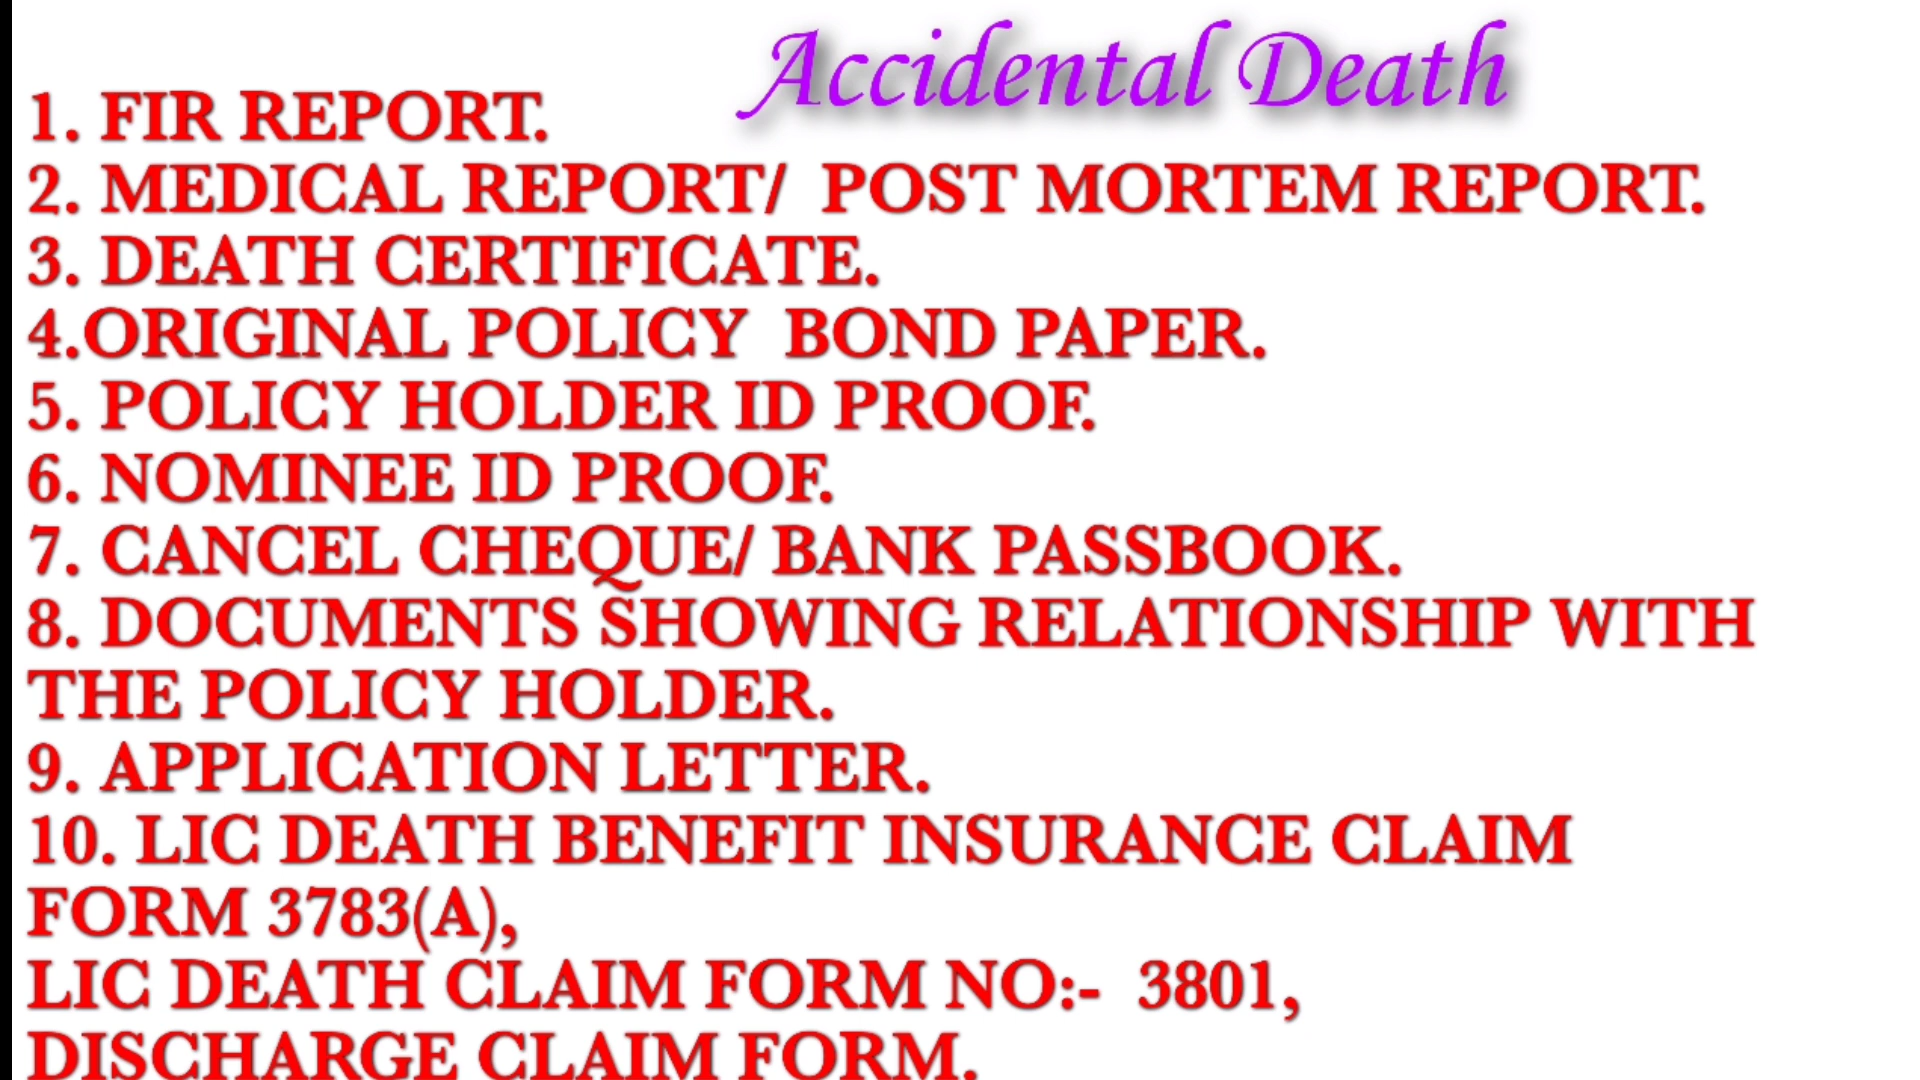 Accidental Death
1. FIR REPORT.
2. MEDICAL REPORT/  POST MORTEM REPORT.
3. DEATH CERTIFICATE.
4.ORIGINAL POLICY  BOND PAPER.
5. POLICY HOLDER ID PROOF.
6. NOMINEE ID PROOF.
7. CANCEL CHEQUE/ BANK PASSBOOK.
8. DOCUMENTS SHOWING RELATIONSHIP WITH
THE POLICY HOLDER.
9. APPLICATION LETTER.
10. LIC DEATH BENEFIT INSURANCE CLAIM
FORM 3783(A),
LIC DEATH CLAIM FORM NO:-  3801,
DISCHARGE CLAIM FORM.